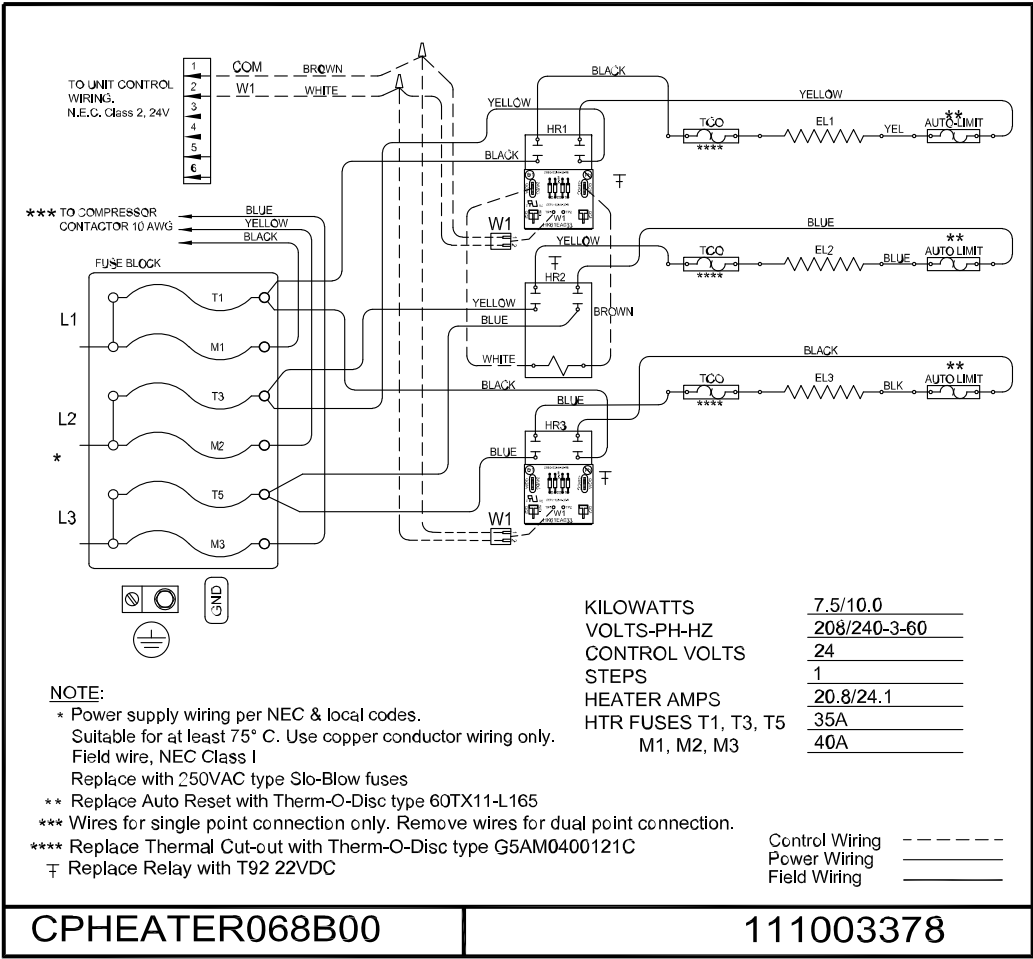 1
COM
BROWN
2
W1
WHITE
3
4
5
6
TO UNIT CONTROL
WIRING.
N.E.C. Class 2, 24V
BLACK
YELLOW
YELLOW
HR1
BLACK
TCO
****
EL1
YEL
**
AUTO-LIMIT
W1
W1
*** TO COMPRESSOR
CONTACTOR 10 AWG
BLUE
YELLOW
BLACK
YELLOW
BLUE
HR2
TCO
****
EL2
BLUE
**
AUTO LIMIT
FUSE BLOCK
YELLOW
BLUE
BROWN
WHITE
L1
T1
M1
L2
T3
M2
*
L3
T5
M3
BLACK
BLACK
BLUE
TCO
****
EL3
BLK
**
AUTO LIMIT
HR3
BLUE
W1
W1
GND
KILOWATTS 7.5/10.0
VOLTS-PH-HZ 208/240-3-60
CONTROL VOLTS 24
STEPS 1
HEATER AMPS 20.8/24.1
HTR FUSES T1, T3, T5 35A
M1, M2, M3 40A
NOTE:
* Power supply wiring per NEC & local codes.
Suitable for at least 75° C. Use copper conductor wiring only.
Field wire, NEC Class I
Replace with 250VAC type Slo-Blow fuses
** Replace Auto Reset with Therm-O-Disc type 60TX11-L165
*** Wires for single point connection only. Remove wires for dual point connection.
**** Replace Thermal Cut-out with Therm-O-Disc type G5AM0400121C
Replace Relay with T92 22VDC
Control Wiring
Power Wiring
Field Wiring
CPHEATER068B00
111003378